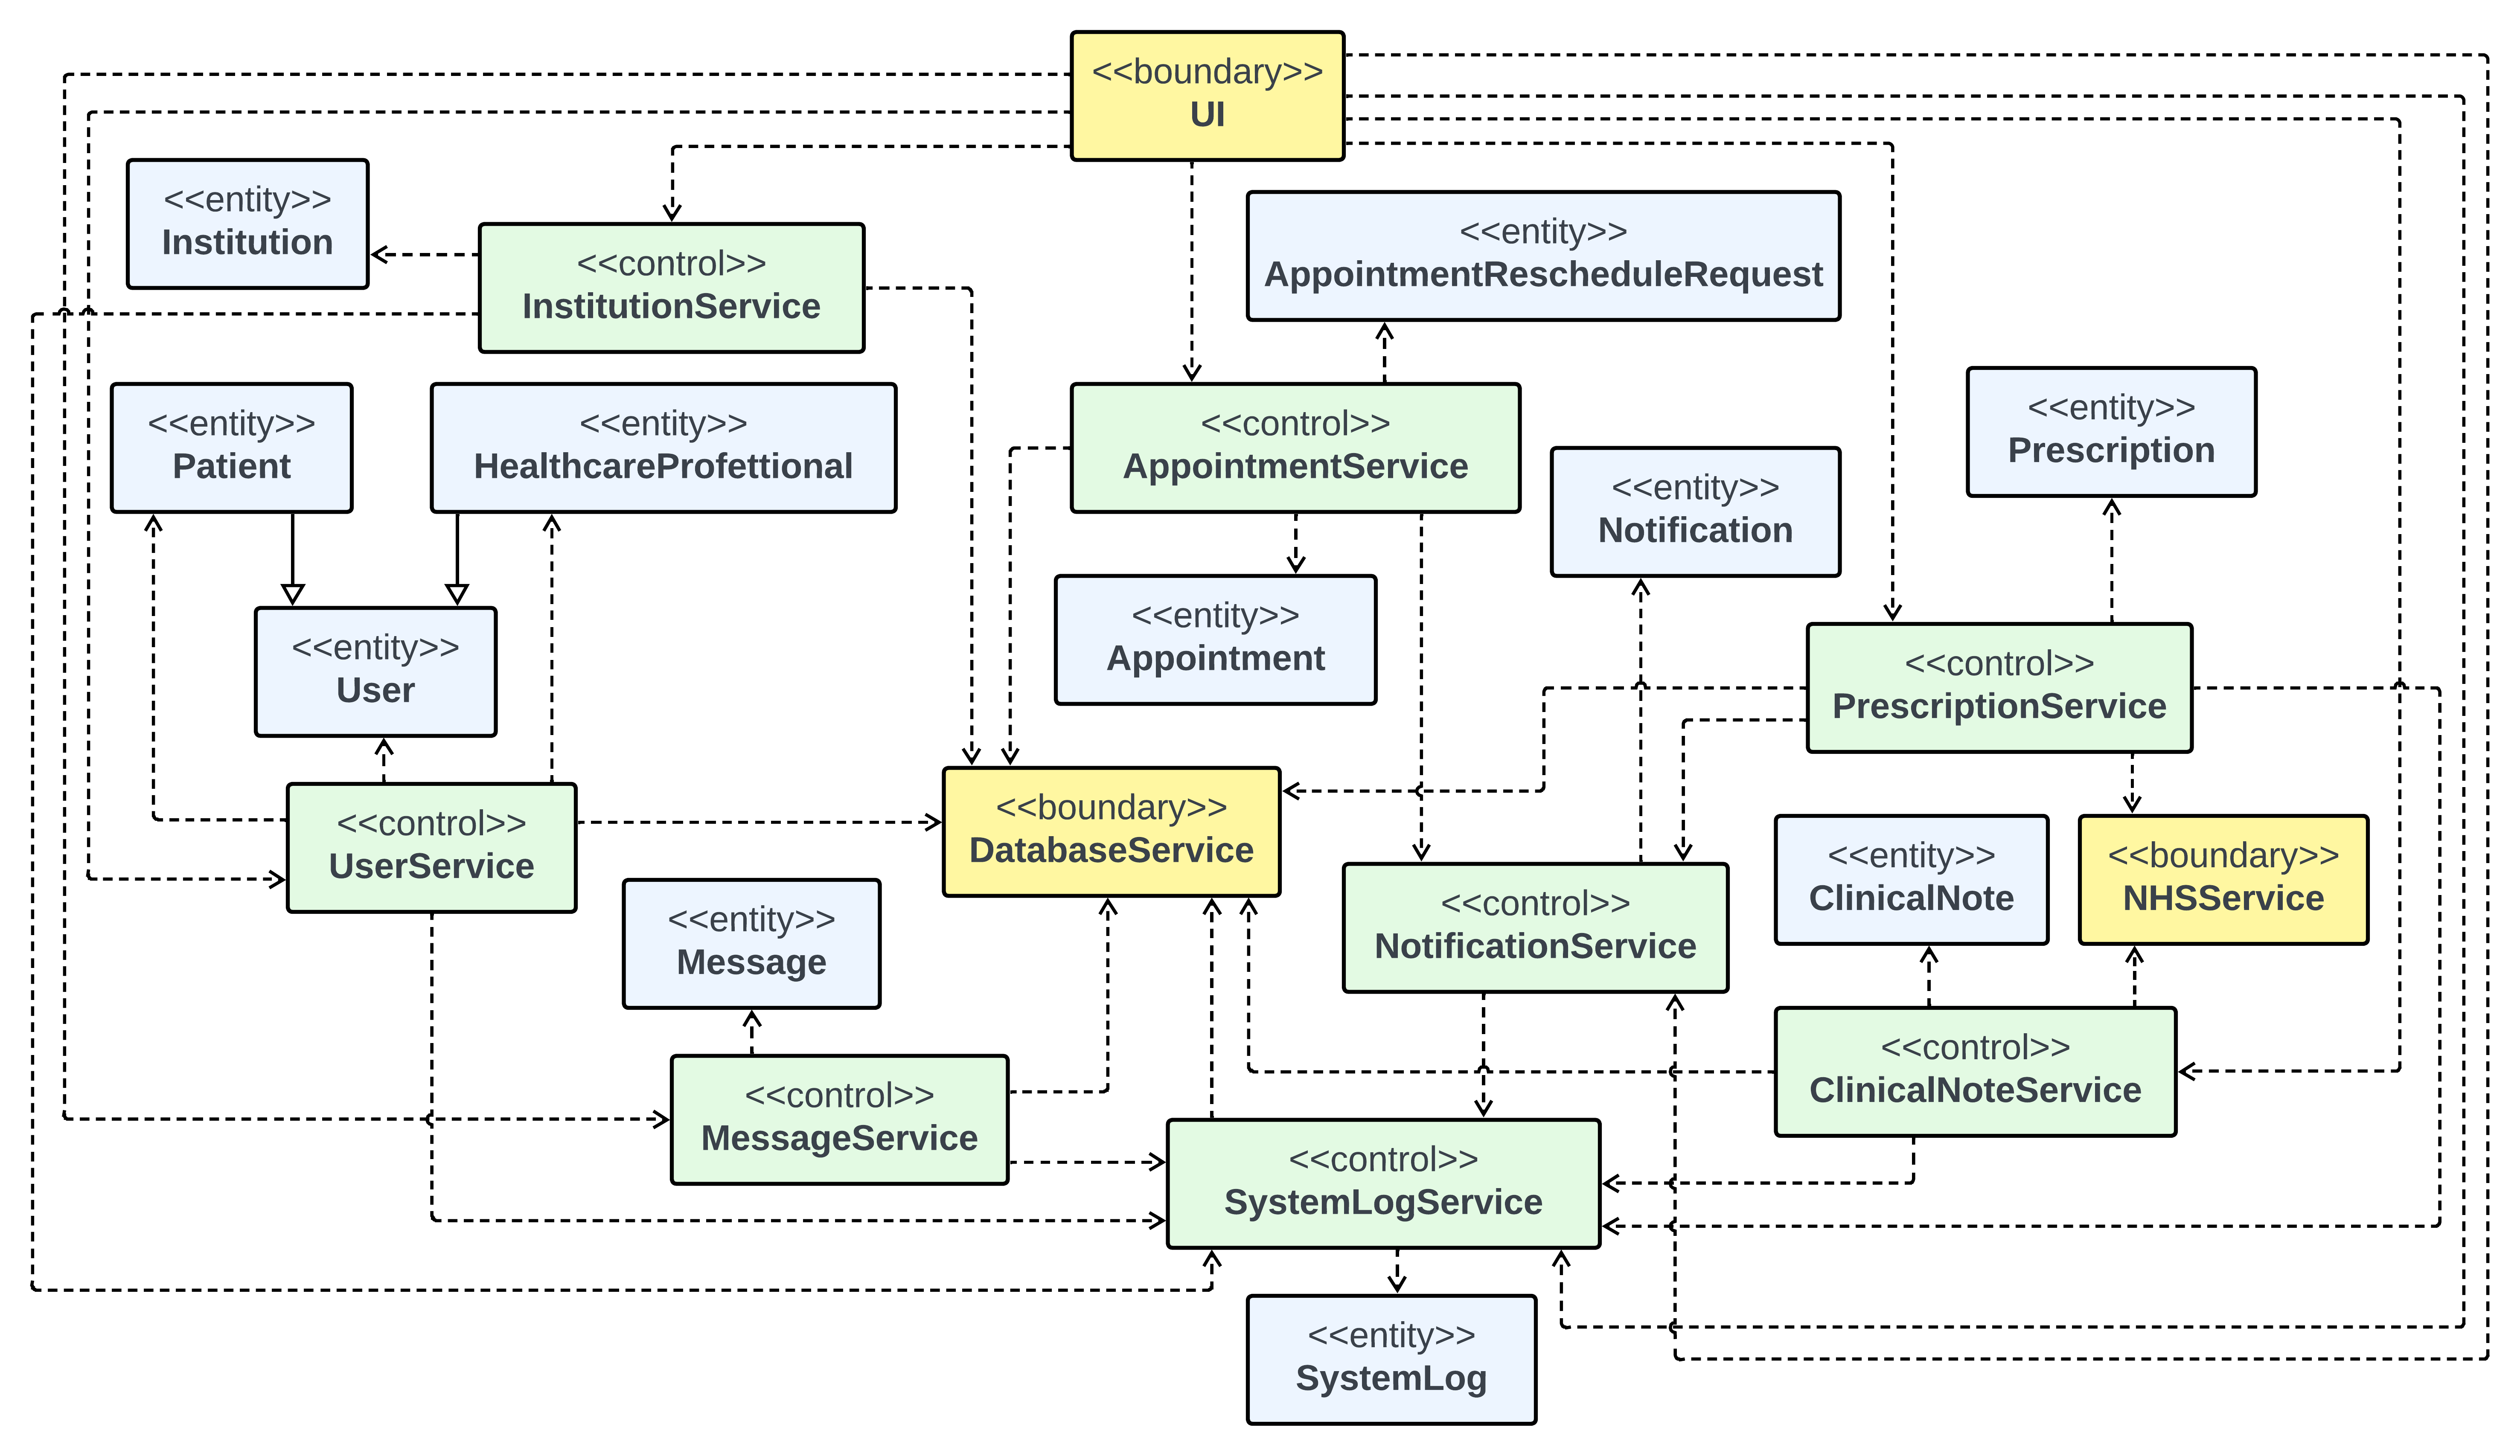 <<boundary>>
UI
<<entity>>
Institution
<<control>>
InstitutionService
<<entity>>
AppointmentRescheduleRequest
<<entity>>
Patient
<<entity>>
HealthcareProfettional
<<control>>
AppointmentService
<<entity>>
Notification
<<entity>>
Prescription
<<entity>>
User
<<entity>>
Appointment
<<control>>
PrescriptionService
<<control>>
UserService
<<boundary>>
DatabaseService
<<entity>>
Message
<<control>>
NotificationService
<<entity>>
ClinicalNote
<<boundary>>
NHSService
<<control>>
MessageService
<<control>>
SystemLogService
<<control>>
ClinicalNoteService
<<entity>>
SystemLog